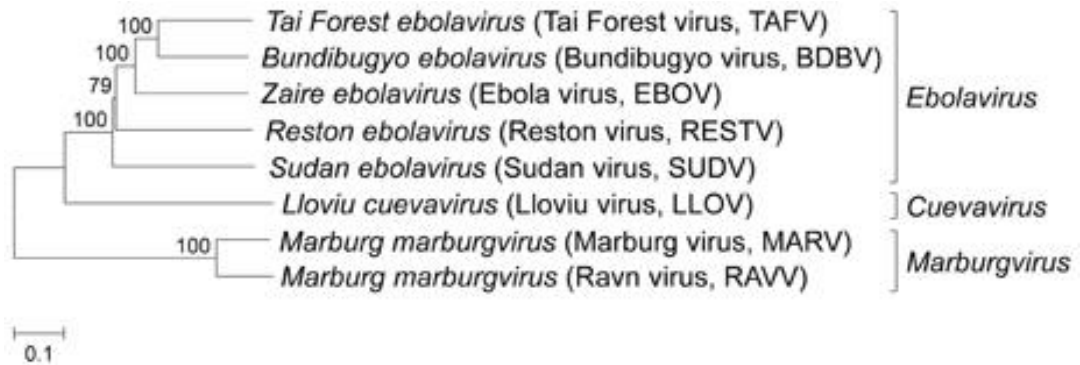 100
Tai Forest ebolavirus (Tai Forest virus, TAFV)
100
Bundibugyo ebolavirus (Bundibugyo virus, BDBV)
79
Zaire ebolavirus (Ebola virus, EBOV)
Ebolavirus
100
Reston ebolavirus (Reston virus, RESTV)
Sudan ebolavirus (Sudan virus, SUDV)
Lloviu cuevavirus (Lloviu virus, LLOV)
Cuevavirus
100
Marburg marburgvirus (Marburg virus, MARV)
Marburgvirus
Marburg marburgvirus (Ravn virus, RAVV)
0.1